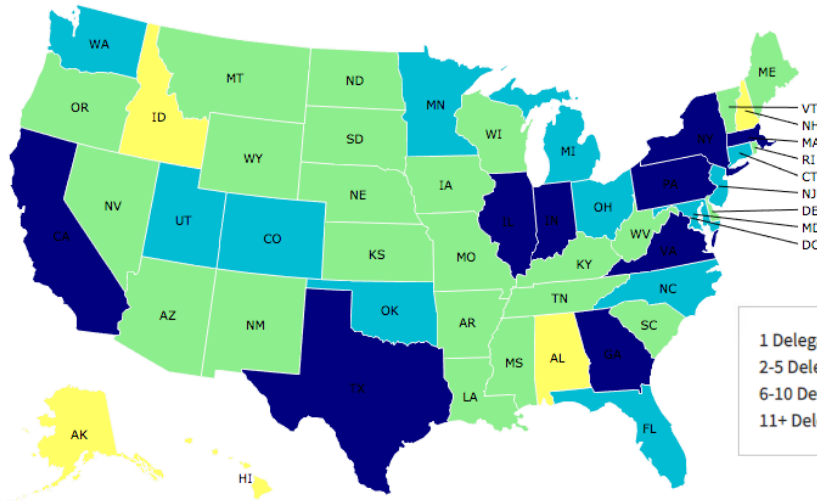 WA
MT
ND
MN
ME
OR
ID
SD
WI
MI
NY
VT
NH
MA
RI
CT
NJ
DE
MD
DC
WY
IA
PA
NV
NE
OH
UT
CO
IL
IN
WV
VA
CA
KS
MO
KY
NC
TN
AZ
NM
OK
AR
SC
MS
AL
GA
TX
LA
FL
AK
HI
1 Deleg
2-5 Dele
6-10 De
11+ Del